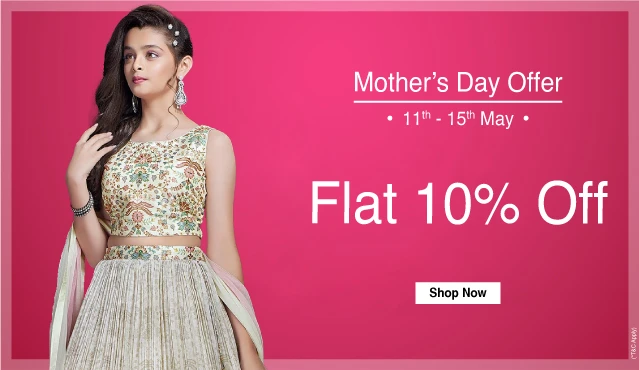 Mother's Day Offer
• 11th - 15th May •
Flat 10% Off
Shop Now
(*T&C Apply)